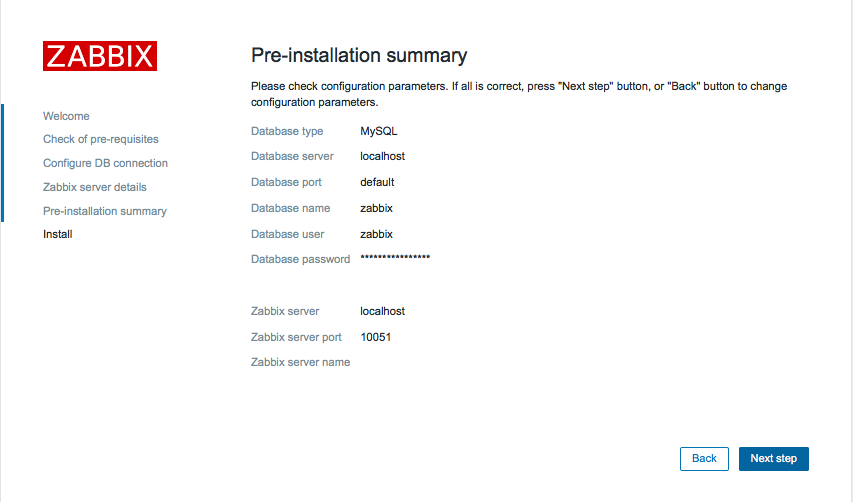 ZABBIX
Welcome
Check of pre-requisites
Configure DB connection
Zabbix server details
Pre-installation summary
Install
Pre-installation summary
Please check configuration parameters. If all is correct, press "Next step" button, or "Back" button to change
configuration parameters.
Database type MySQL
Database server localhost
Database port default
Database name zabbix
Database user zabbix
Database password ****************
Zabbix server localhost
Zabbix server port 10051
Zabbix server name
Back Next step